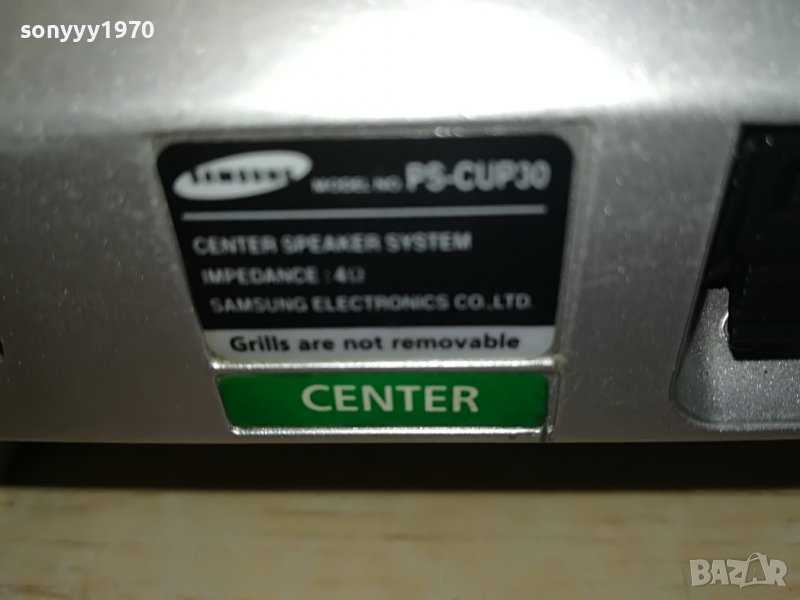 sonyyy1970
SAMSUNG MODEL NO. PS-CUP30
CENTER SPEAKER SYSTEM
IMPEDANCE : 4Ω
SAMSUNG ELECTRONICS CO.,LTD.
Grills are not removable
CENTER
BAZAR